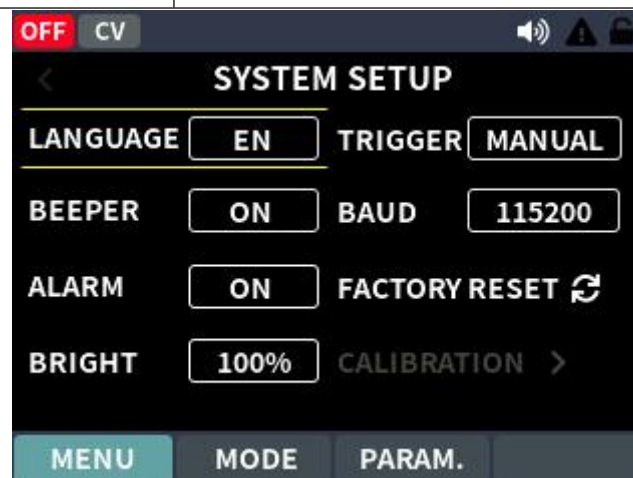 OFF CV
SYSTEM SETUP
LANGUAGE EN TRIGGER MANUAL
BEEPER ON BAUD 115200
ALARM ON FACTORY RESET
BRIGHT 100% CALIBRATION >
MENU MODE PARAM.